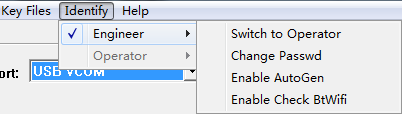 Key Files Identify Help
Engineer Switch to Operator
Operator Change Passwd
ort: USB VCOM Enable AutoGen
Enable Check BtWifi